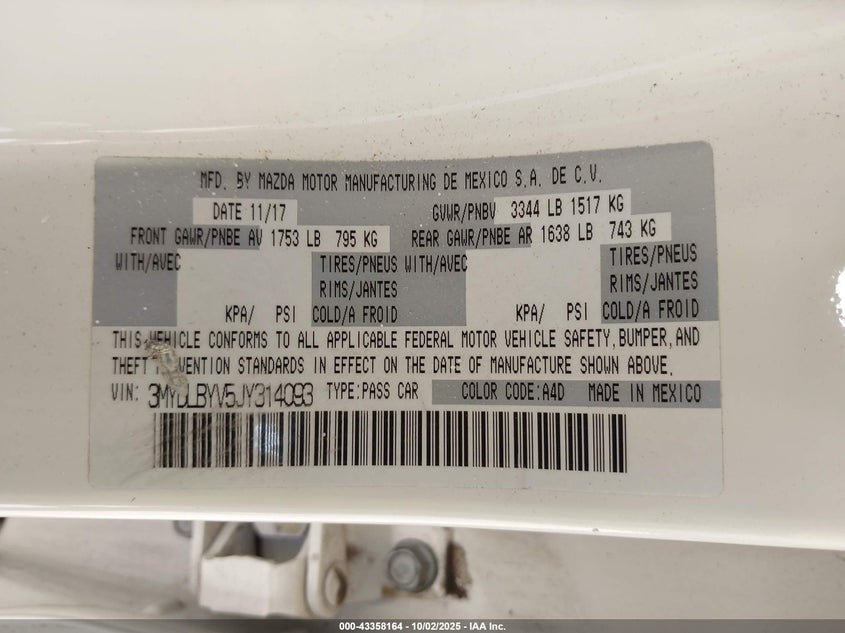 MFD. BY MAZDA MOTOR MANUFACTURING DE MEXICO S.A. DE C.V.
DATE 11/17 GVWR/PNBV 3344 LB 1517 KG
FRONT GAWR/PNBE AV 1753 LB 795 KG REAR GAWR/PNBE AR 1638 LB 743 KG
WITH/AVEC TIRES/PNEUS WITH/AVEC TIRES/PNEUS
RIMS/JANTES RIMS/JANTES
KPA/ PSI COLD/A FROID KPA/ PSI COLD/A FROID
THIS VEHICLE CONFORMS TO ALL APPLICABLE FEDERAL MOTOR VEHICLE SAFETY, BUMPER, AND
THEFT PREVENTION STANDARDS IN EFFECT ON THE DATE OF MANUFACTURE SHOWN ABOVE.
VIN: 3MYDLBYV5JY314093 TYPE:PASS CAR COLOR CODE:A4D MADE IN MEXICO
000-43358164 - 10/02/2025 - IAA Inc.